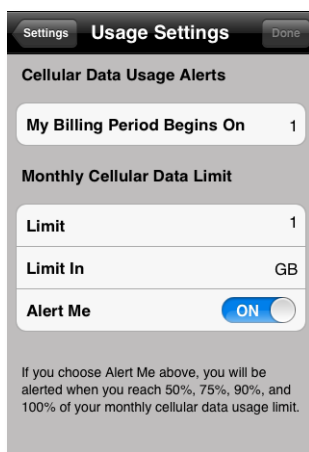 Settings Usage Settings Done
Cellular Data Usage Alerts
My Billing Period Begins On 1
Monthly Cellular Data Limit
Limit 1
Limit In GB
Alert Me ON
If you choose Alert Me above, you will be
alerted when you reach 50%, 75%, 90%, and
100% of your monthly cellular data usage limit.